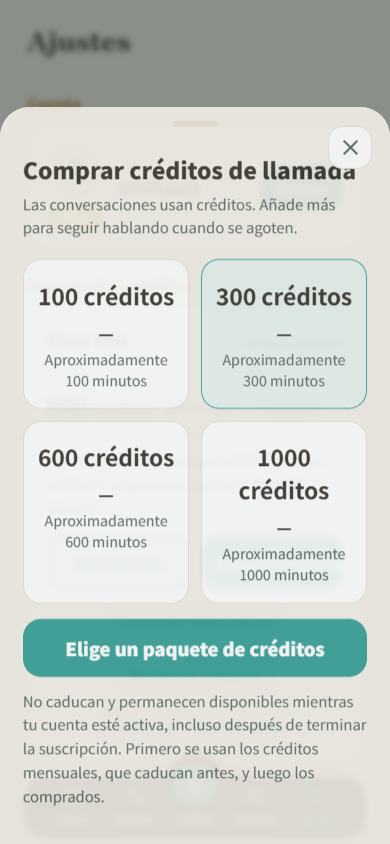 Ajustes
Cuenta
Comprar créditos de llamada
Las conversaciones usan créditos. Añade más
para seguir hablando cuando se agoten.
100 créditos
—
Aproximadamente
100 minutos
300 créditos
—
Aproximadamente
300 minutos
600 créditos
—
Aproximadamente
600 minutos
1000
créditos
—
Aproximadamente
1000 minutos
Elige un paquete de créditos
No caducan y permanecen disponibles mientras
tu cuenta esté activa, incluso después de terminar
la suscripción. Primero se usan los créditos
mensuales, que caducan antes, y luego los
comprados.